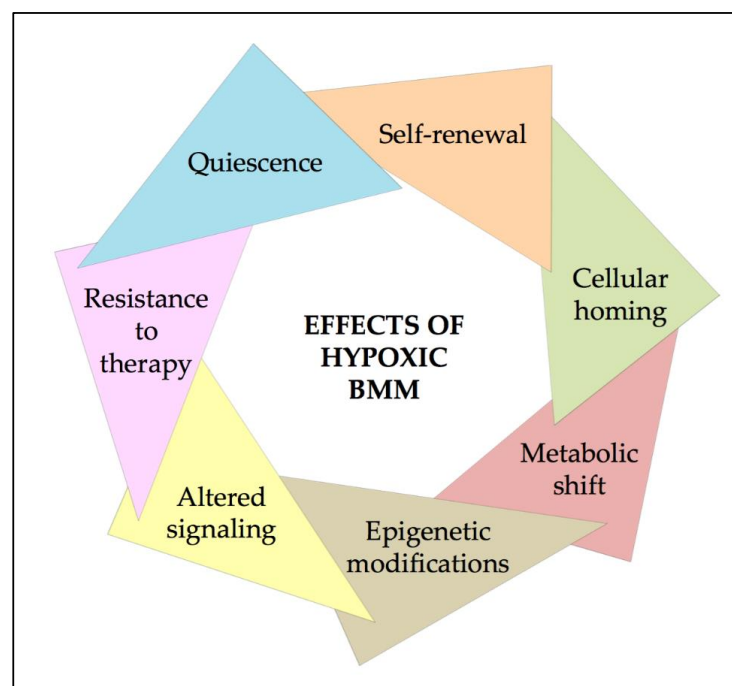 Self-renewal
Quiescence
Cellular
homing
Resistance
to
therapy
EFFECTS OF
HYPOXIC
BMM
Metabolic
shift
Altered
signaling
Epigenetic
modifications